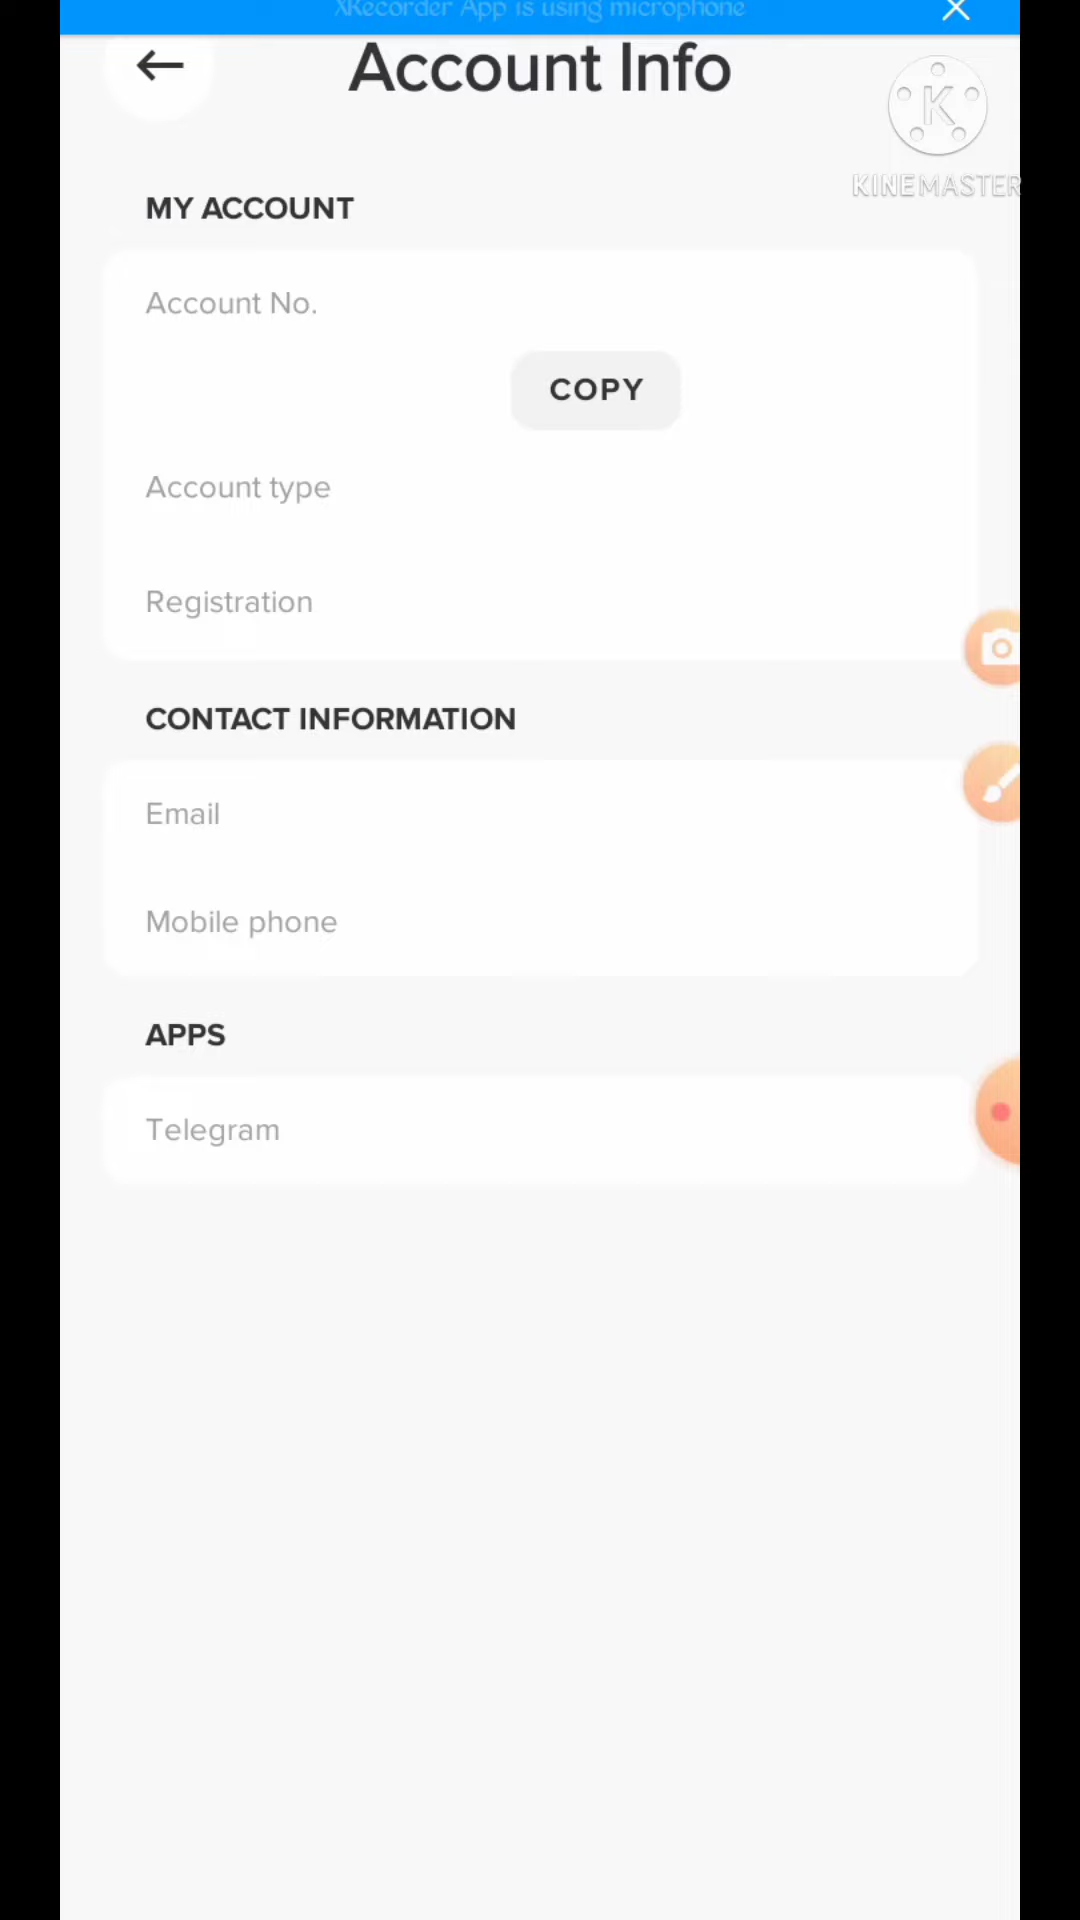 XRecorder App is using microphone
Account Info
K
KINEMASTER
MY ACCOUNT
Account No.
COPY
Account type
Registration
CONTACT INFORMATION
Email
Mobile phone
APPS
Telegram